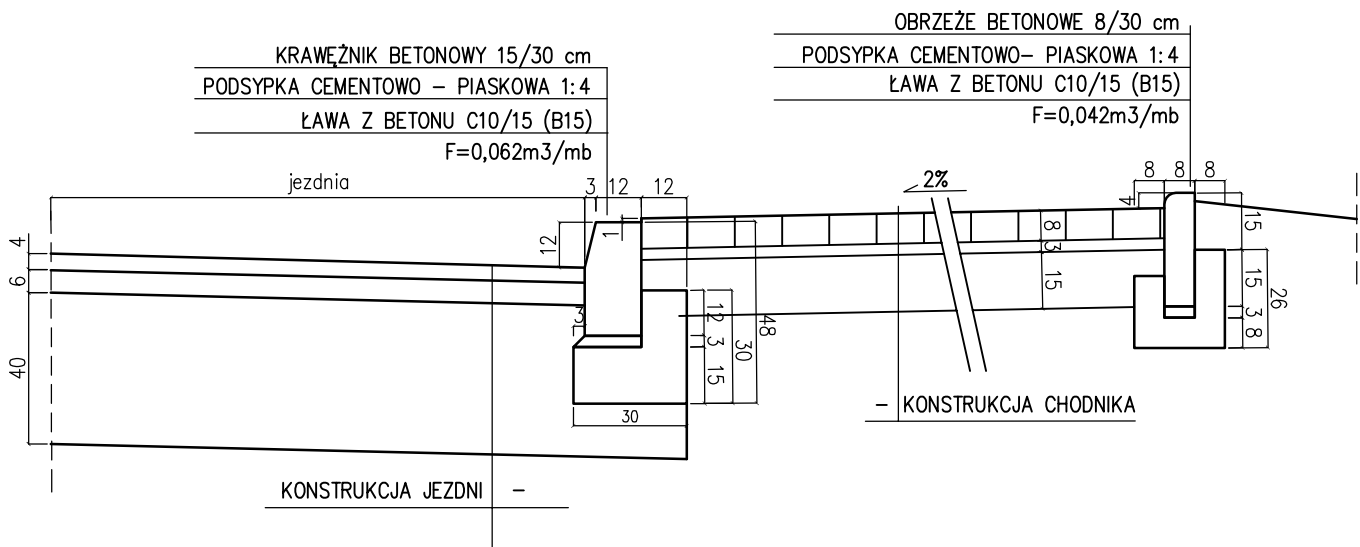 OBRZEŻE BETONOWE 8/30 cm
PODSYPKA CEMENTOWO– PIASKOWA 1:4
ŁAWA Z BETONU C10/15 (B15)
F=0,042m3/mb
KRAWĘŻNIK BETONOWY 15/30 cm
PODSYPKA CEMENTOWO – PIASKOWA 1:4
ŁAWA Z BETONU C10/15 (B15)
F=0,062m3/mb
jezdnia
3 12 12
2%
8 8 8
4
6
40
12
1
3
12
3
15
30
48
30
8
3
15
4
15
15
3
8
26
– KONSTRUKCJA CHODNIKA
KONSTRUKCJA JEZDNI –